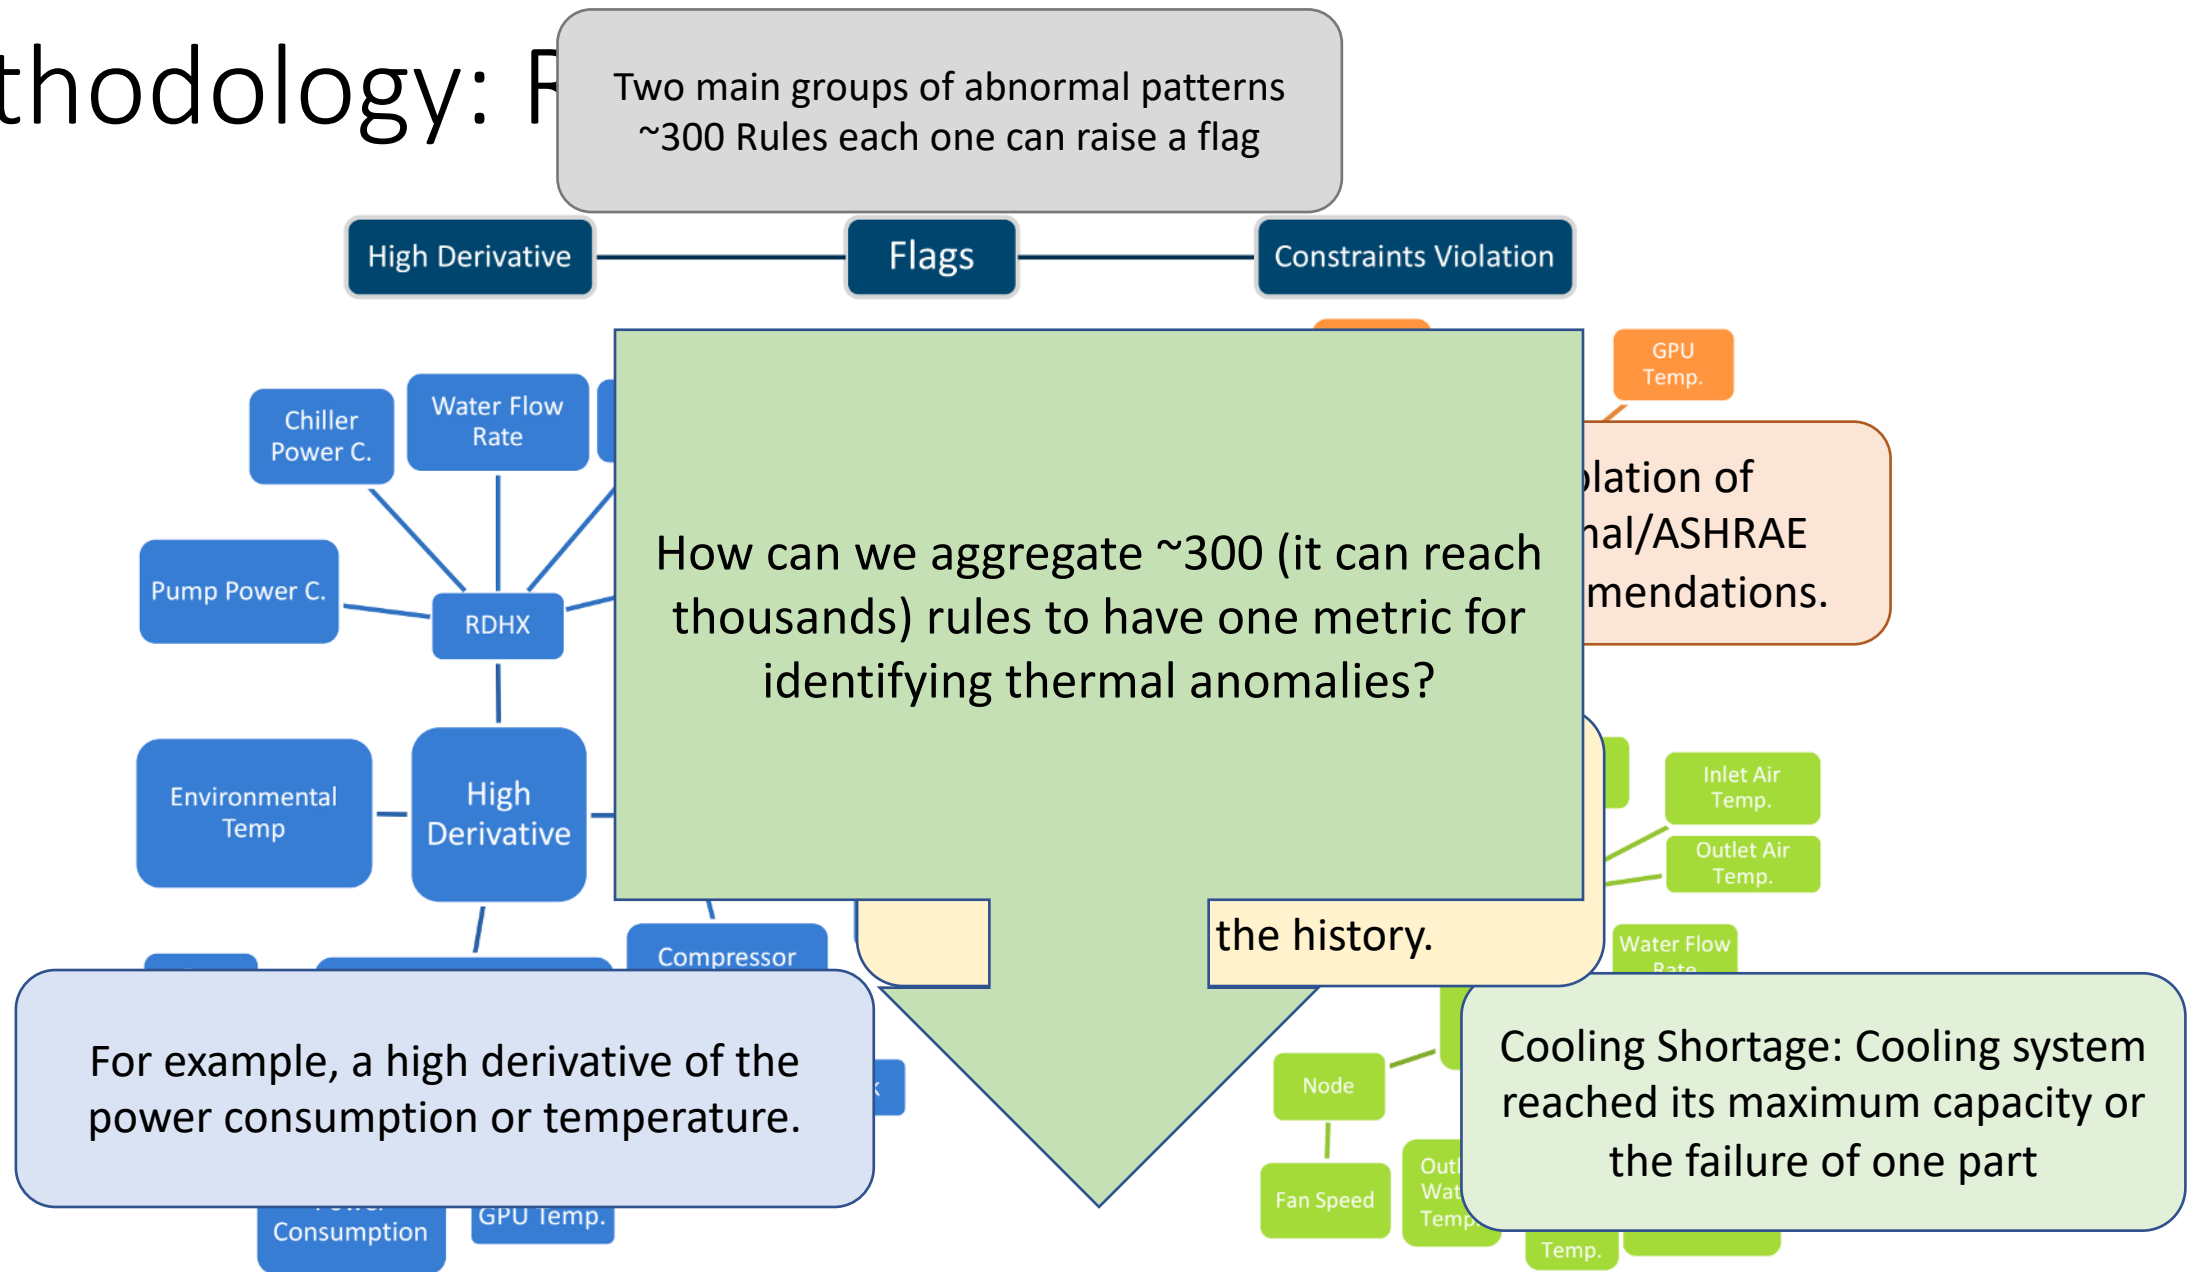 thodology:
Two main groups of abnormal patterns
~300 Rules each one can raise a flag
High Derivative
Flags
Constraints Violation
GPU
Temp.
Chiller
Power C.
Water Flow
Rate
Pump Power C.
RDHX
How can we aggregate ~300 (it can reach
thousands) rules to have one metric for
identifying thermal anomalies?
lation of
nal/ASHRAE
mendations.
Environmental
Temp
High
Derivative
Inlet Air
Temp.
Outlet Air
Temp.
the history.
Compressor
Water Flow
Rate
For example, a high derivative of the
power consumption or temperature.
Cooling Shortage: Cooling system
reached its maximum capacity or
the failure of one part
Node
Fan Speed
Outl
Wat
Temp.
Temp.
Power
Consumption
GPU Temp.